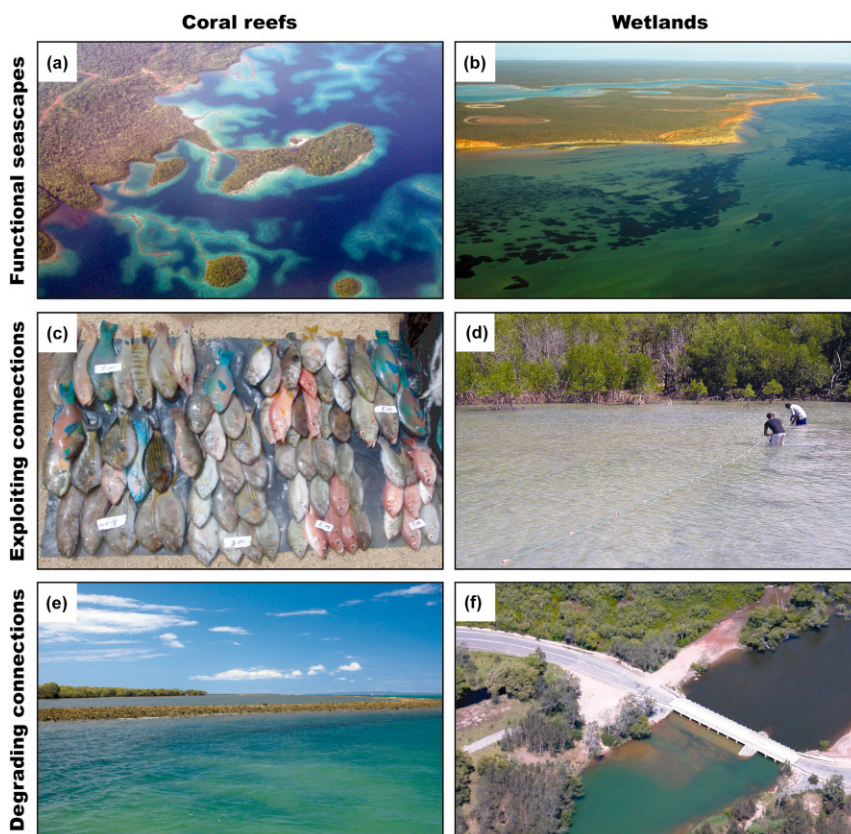 Coral reefs
Wetlands
Functional seascapes
(a)
(b)
Exploiting connections
(c)
(d)
Degrading connections
(e)
(f)